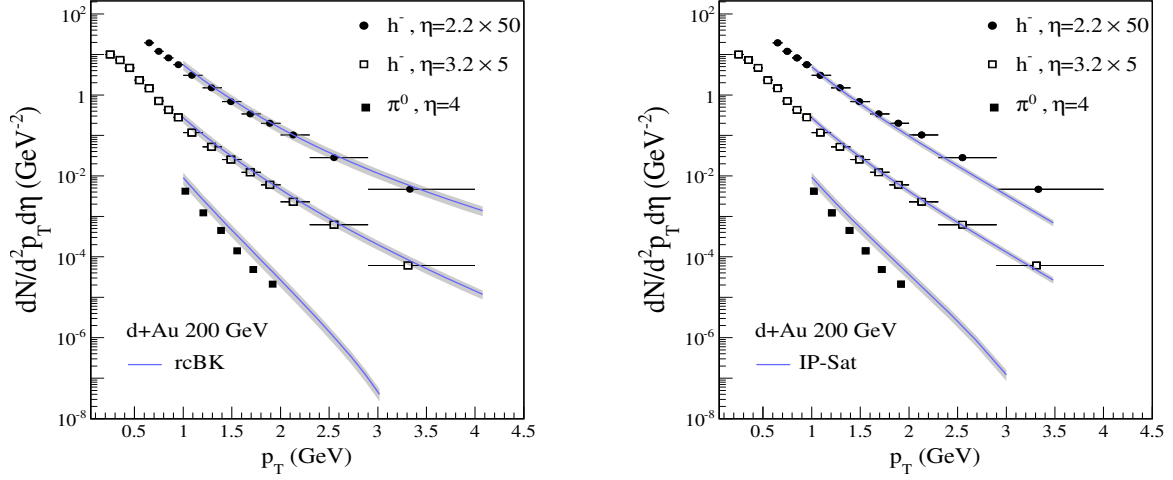 10²
1
10⁻²
10⁻⁴
10⁻⁶
10⁻⁸
dN/d²p_T dη (GeV⁻²)
h⁻ , η=2.2 × 50
h⁻ , η=3.2 × 5
π⁰ , η=4
d+Au 200 GeV
rcBK
0.5 1 1.5 2 2.5 3 3.5 4 4.5
p_T (GeV)
10²
1
10⁻²
10⁻⁴
10⁻⁶
10⁻⁸
dN/d²p_T dη (GeV⁻²)
h⁻ , η=2.2 × 50
h⁻ , η=3.2 × 5
π⁰ , η=4
d+Au 200 GeV
IP-Sat
0.5 1 1.5 2 2.5 3 3.5 4 4.5
p_T (GeV)